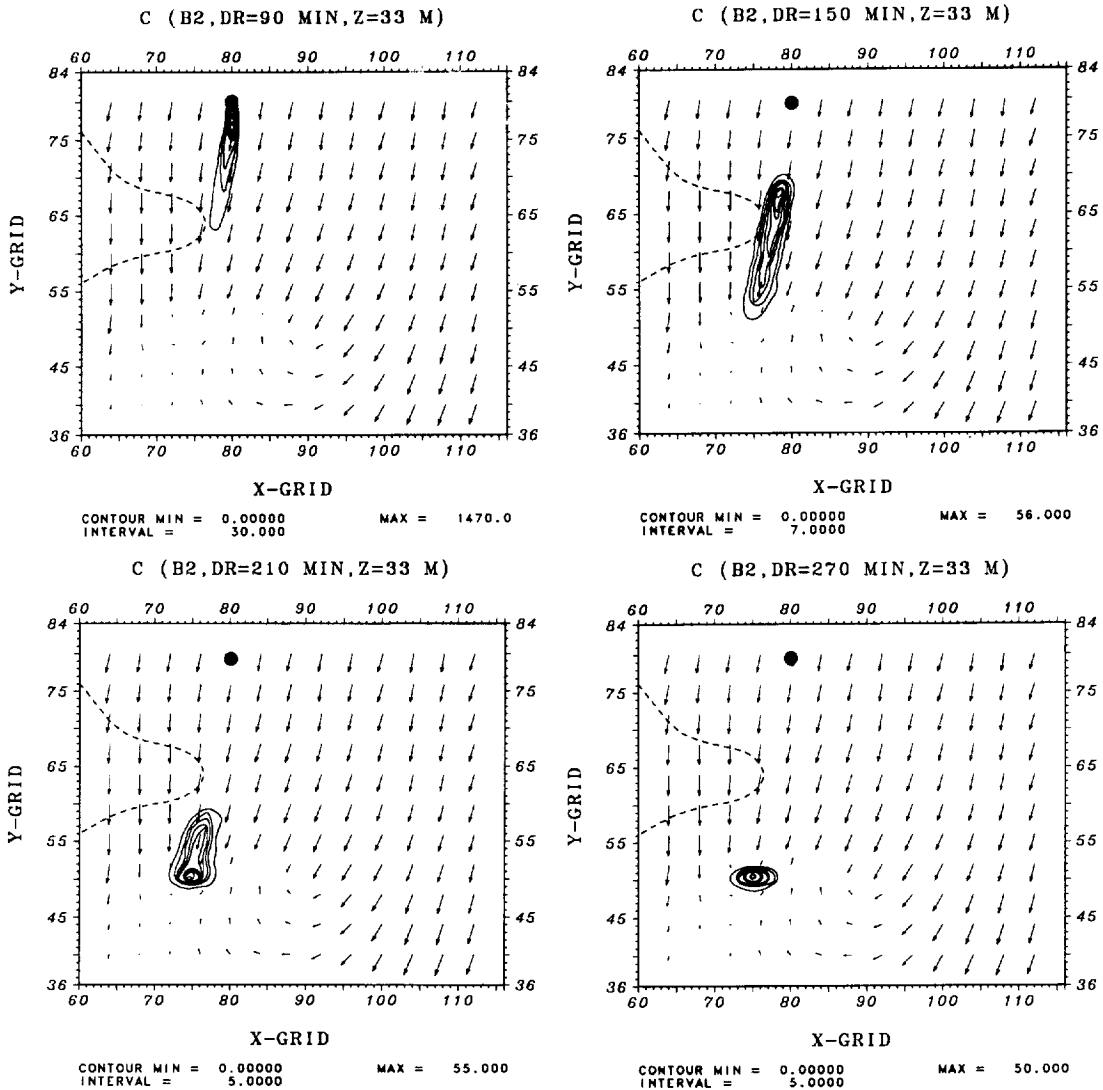 C (B2,DR=90 MIN,Z=33 M)
60 70 80 90 100 110
84 84
75 75
65 65
55 55
45 45
36 36
60 70 80 90 100 110
Y-GRID
X-GRID
CONTOUR MIN = 0.00000 MAX = 1470.0
INTERVAL = 30.000
C (B2,DR=150 MIN,Z=33 M)
60 70 80 90 100 110
84 84
75 75
65 65
55 55
45 45
36 36
60 70 80 90 100 110
Y-GRID
X-GRID
CONTOUR MIN = 0.00000 MAX = 56.000
INTERVAL = 7.0000
C (B2,DR=210 MIN,Z=33 M)
60 70 80 90 100 110
84 84
75 75
65 65
55 55
45 45
36 36
60 70 80 90 100 110
Y-GRID
X-GRID
CONTOUR MIN = 0.00000 MAX = 55.000
INTERVAL = 5.0000
C (B2,DR=270 MIN,Z=33 M)
60 70 80 90 100 110
84 84
75 75
65 65
55 55
45 45
36 36
60 70 80 90 100 110
Y-GRID
X-GRID
CONTOUR MIN = 0.00000 MAX = 50.000
INTERVAL = 5.0000